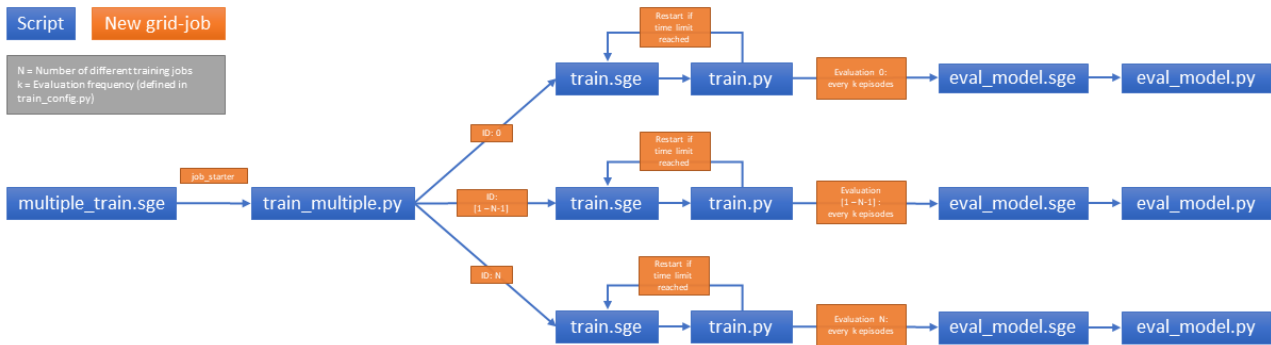 Script
New grid-job
N = Number of different training jobs
k = Evaluation frequency (defined in
train_config.py)
Restart if
time limit
reached
train.sge
train.py
Evaluation 0:
every k episodes
eval_model.sge
eval_model.py
ID: 0
Restart if
time limit
reached
job_starter
multiple_train.sge
train_multiple.py
ID:
[1 – N-1]
train.sge
train.py
Evaluation
[1 – N-1] :
every k episodes
eval_model.sge
eval_model.py
ID: N
Restart if
time limit
reached
train.sge
train.py
Evaluation N:
every k episodes
eval_model.sge
eval_model.py